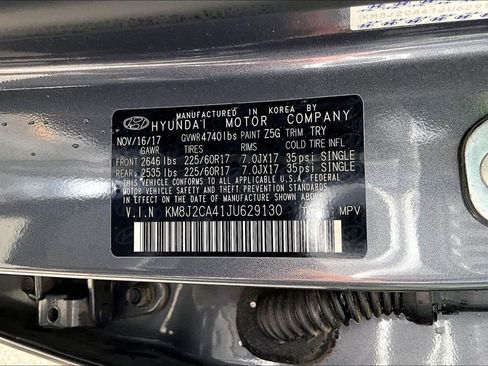 MANUFACTURED IN KOREA BY
HYUNDAI MOTOR COMPANY
NOV/16/17 GVWR 4740lbs PAINT Z5G TRIM TRY
GAWR TIRES RIMS COLD TIRE INFL
FRONT 2646 lbs 225/60R17 7.0JX17 35psi SINGLE
REAR 2535 lbs 225/60R17 7.0JX17 35psi SINGLE
THIS VEHICLE CONFORMS TO ALL APPLICABLE U.S.A. FEDERAL
MOTOR VEHICLE SAFETY, BUMPER, AND THEFT PREVENTION STANDARDS
IN EFFECT ON THE DATE OF MANUFACTURE SHOWN ABOVE.
V.I.N KM8J2CA41JU629130 MPV